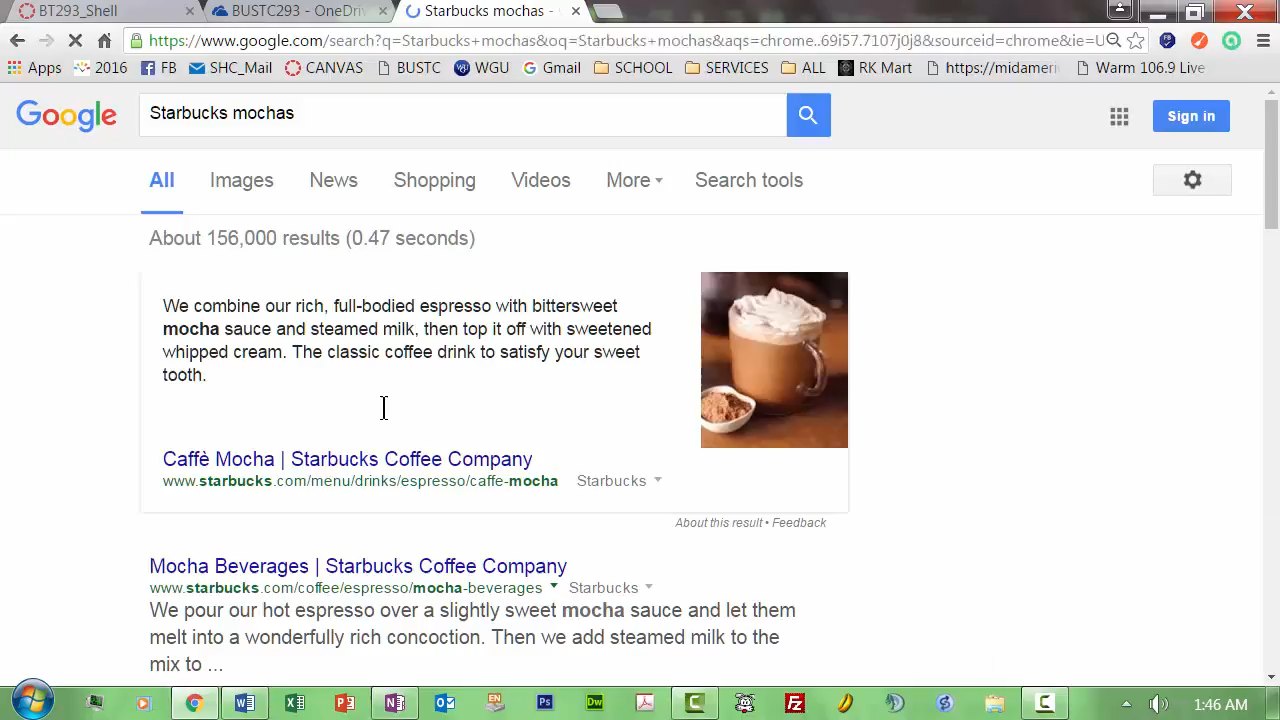 BT293_Shell
BUSTC293 - OneDriv
Starbucks mochas -
https://www.google.com/search?q=Starbucks+mochas&oq=Starbucks+mochas&aqs=chrome..69i57.7107j0j8&sourceid=chrome&ie=U
Apps
2016
FB
SHC_Mail
CANVAS
BUSTC
WGU
Gmail
SCHOOL
SERVICES
ALL
RK Mart
https://midameri
Warm 106.9 Live
Google
Starbucks mochas
Sign in
All
Images
News
Shopping
Videos
More
Search tools
About 156,000 results (0.47 seconds)
We combine our rich, full-bodied espresso with bittersweet
mocha sauce and steamed milk, then top it off with sweetened
whipped cream. The classic coffee drink to satisfy your sweet
tooth.
Caffè Mocha | Starbucks Coffee Company
www.starbucks.com/menu/drinks/espresso/caffe-mocha Starbucks
About this result • Feedback
Mocha Beverages | Starbucks Coffee Company
www.starbucks.com/coffee/espresso/mocha-beverages Starbucks
We pour our hot espresso over a slightly sweet mocha sauce and let them
melt into a wonderfully rich concoction. Then we add steamed milk to the
mix to ...
1:46 AM